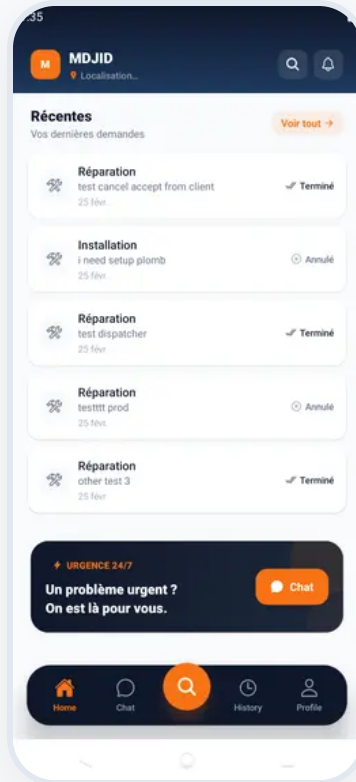 :35
M
MDJID
Localisation...
Récentes
Vos dernières demandes
Voir tout →
Réparation
test cancel accept from client
25 févr.
Terminé
Installation
i need setup plomb
25 févr.
Annulé
Réparation
test dispatcher
25 févr.
Terminé
Réparation
testttt prod
25 févr.
Annulé
Réparation
other test 3
25 févr.
Terminé
URGENCE 24/7
Un problème urgent ?
On est là pour vous.
Chat
Home
Chat
History
Profile